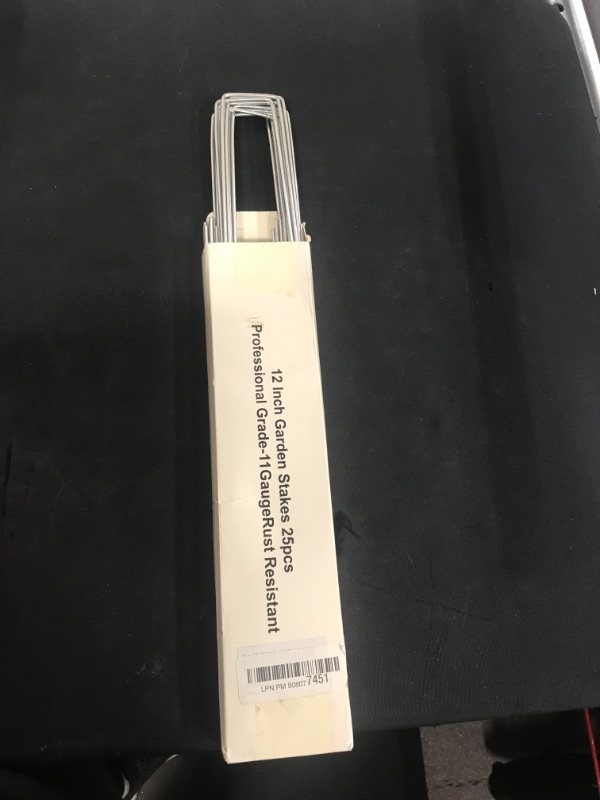 12 Inch Garden Stakes 25pcs
Professional Grade-11GaugeRust Resistant
LPN PM 80807 7451